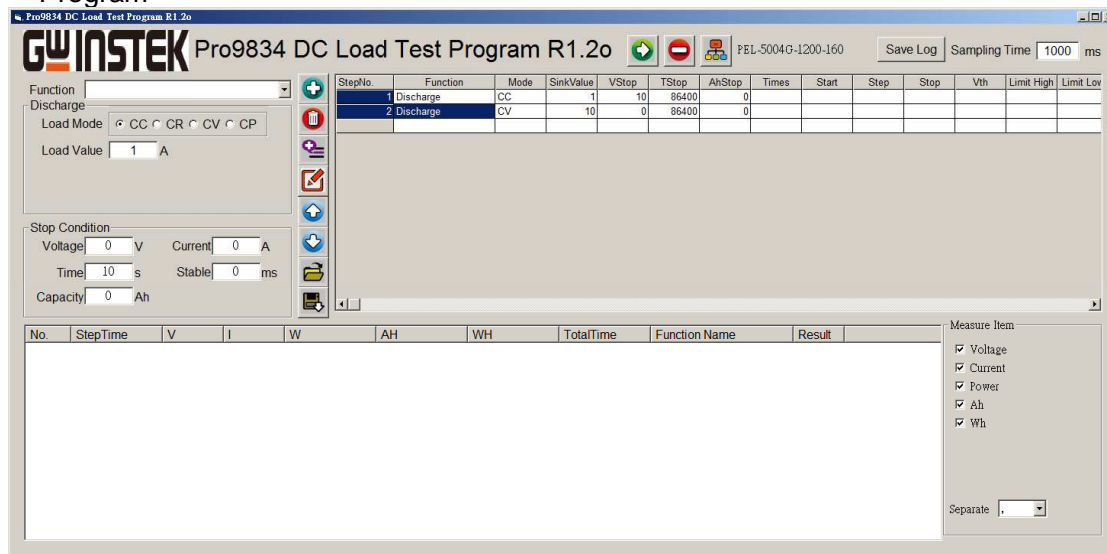 Program
Pro9834 DC Load Test Program R1.2o
GWINSTEK Pro9834 DC Load Test Program R1.2o PEL-5004G-1200-160 Save Log Sampling Time 1000 ms
Function
Discharge
Load Mode CC CR CV CP
Load Value 1 A
Stop Condition
Voltage 0 V Current 0 A
Time 10 s Stable 0 ms
Capacity 0 Ah
StepNo. Function Mode SinkValue VStop TStop AhStop Times Start Step Stop Vth Limit High Limit Low
1 Discharge CC 1 10 86400 0
2 Discharge CV 10 0 86400 0
No. StepTime V I W AH WH TotalTime Function Name Result
Measure Item
Voltage
Current
Power
Ah
Wh
Separate ,